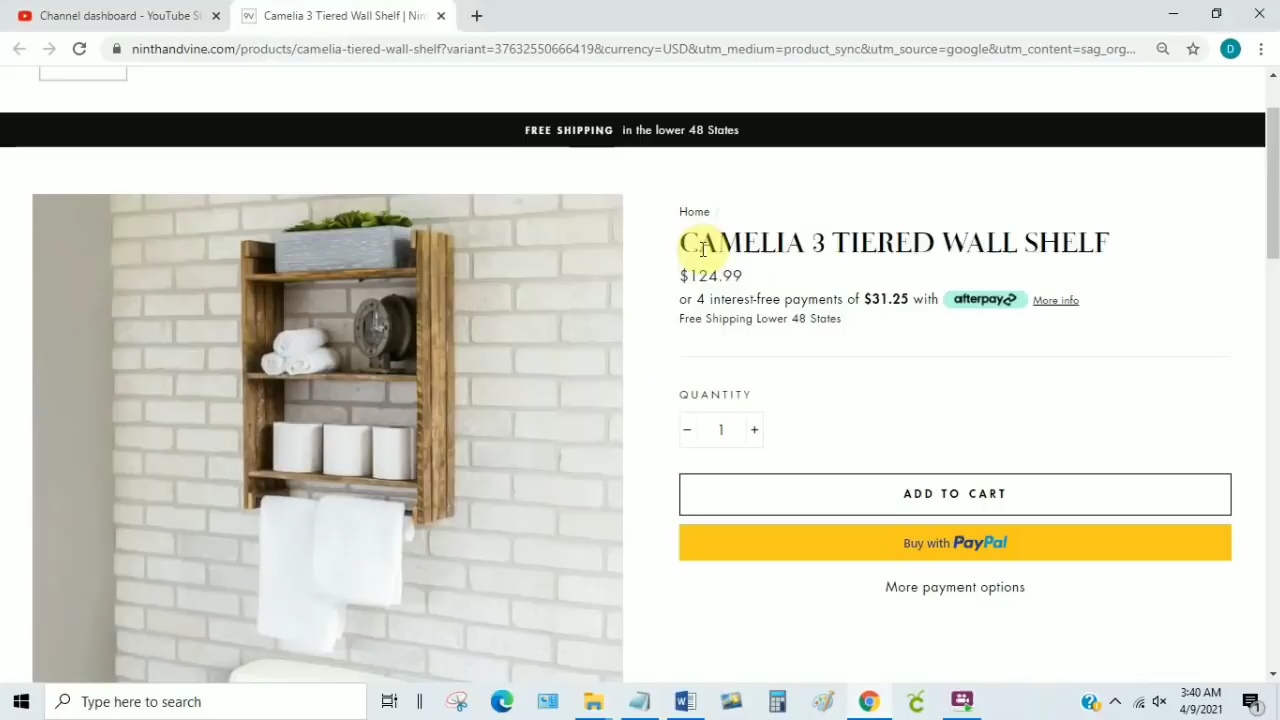 Channel dashboard - YouTube St
Camelia 3 Tiered Wall Shelf | Nint
ninthandvine.com/products/camelia-tiered-wall-shelf?variant=37632550666419&currency=USD&utm_medium=product_sync&utm_source=google&utm_content=sag_org...
D
FREE SHIPPING in the lower 48 States
Home /
CAMELIA 3 TIERED WALL SHELF
$124.99
or 4 interest-free payments of $31.25 with afterpay More info
Free Shipping Lower 48 States
QUANTITY
− 1 +
ADD TO CART
Buy with PayPal
More payment options
Type here to search
3:40 AM
4/9/2021